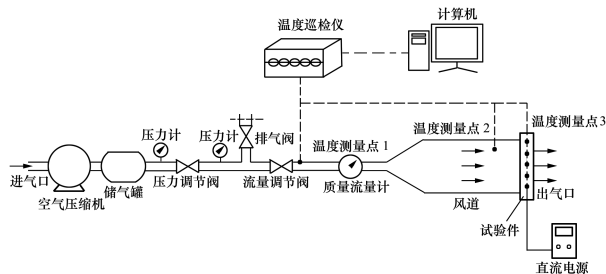 计算机
温度巡检仪
温度测量点3
压力计
压力计
排气阀
温度测量点1
温度测量点2
进气口
空气压缩机
储气罐
压力调节阀
流量调节阀
质量流量计
风道
出气口
试验件
直流电源